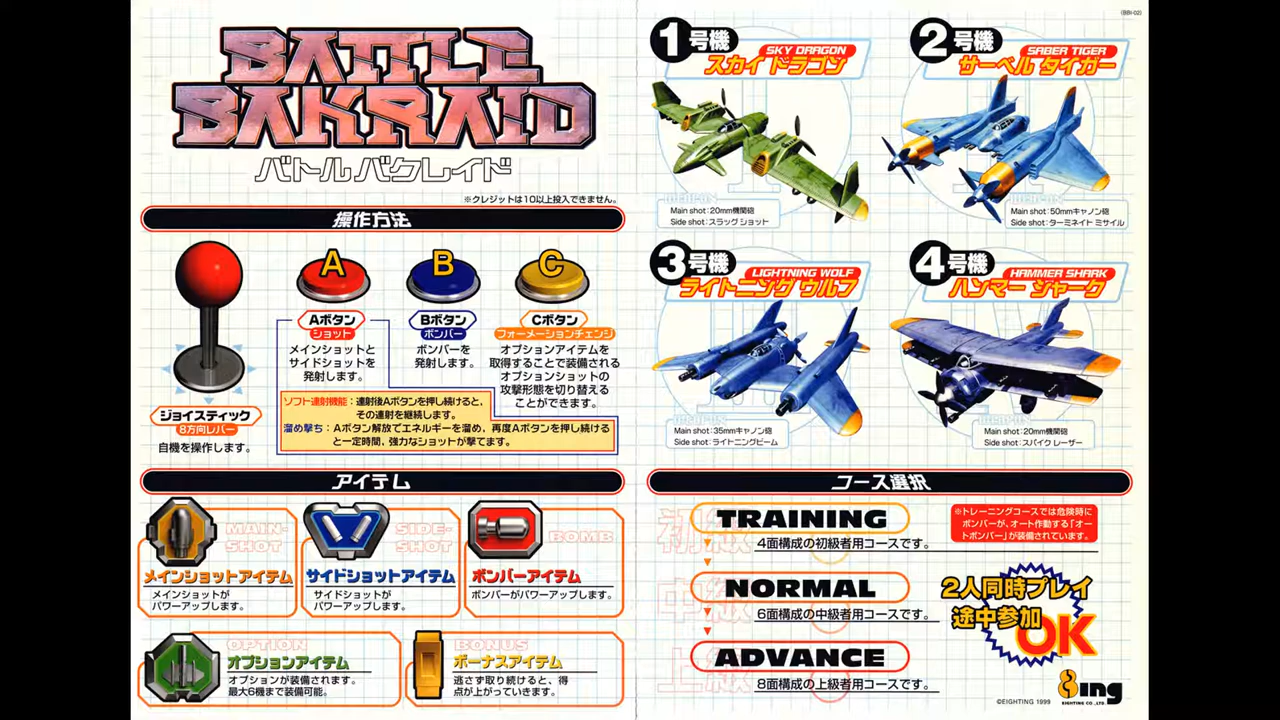 (BBI-02)
BATTLE
BAKRAID
バトルバクレイド
※クレジットは10以上投入できません。
操作方法
A
B
C
Aボタン
ショット
メインショットと
サイドショットを
発射します。
Bボタン
ボンバー
ボンバーを
発射します。
Cボタン
フォーメーションチェンジ
オプションアイテムを
取得することで装備される
オプションショットの
攻撃形態を切り替える
ことができます。
ソフト連射機能：連射後Aボタンを押し続けると、
その連射を継続します。
溜め撃ち：Aボタン解放でエネルギーを溜め、再度Aボタンを押し続ける
と一定時間、強力なショットが撃てます。
ジョイスティック
8方向レバー
自機を操作します。
アイテム
MAIN-
SHOT
メインショットアイテム
メインショットが
パワーアップします。
SIDE-
SHOT
サイドショットアイテム
サイドショットが
パワーアップします。
BOMB
ボンバーアイテム
ボンバーがパワーアップします。
OPTION
オプションアイテム
オプションが装備されます。
最大6機まで装備可能。
BONUS
ボーナスアイテム
逃さず取り続けると、得
点が上がっていきます。
1号機
SKY DRAGON
スカイ ドラゴン
Main shot：20mm機関砲
Side shot：スラッグ ショット
2号機
SABER TIGER
サーベル タイガー
Main shot：50mmキャノン砲
Side shot：ターミネイト ミサイル
3号機
LIGHTNING WOLF
ライトニング ウルフ
Main shot：35mmキャノン砲
Side shot：ライトニングビーム
4号機
HAMMER SHARK
ハンマー シャーク
Main shot：20mm機関砲
Side shot：スパイク レーザー
コース選択
初級
TRAINING
4面構成の初級者用コースです。
※トレーニングコースでは危険時に
ボンバーが、オート作動する「オー
トボンバー」が装備されています。
中級
NORMAL
6面構成の中級者用コースです。
上級
ADVANCE
8面構成の上級者用コースです。
2人同時プレイ
途中参加
OK
8ing
EIGHTING CO.,LTD.
©EIGHTING 1999